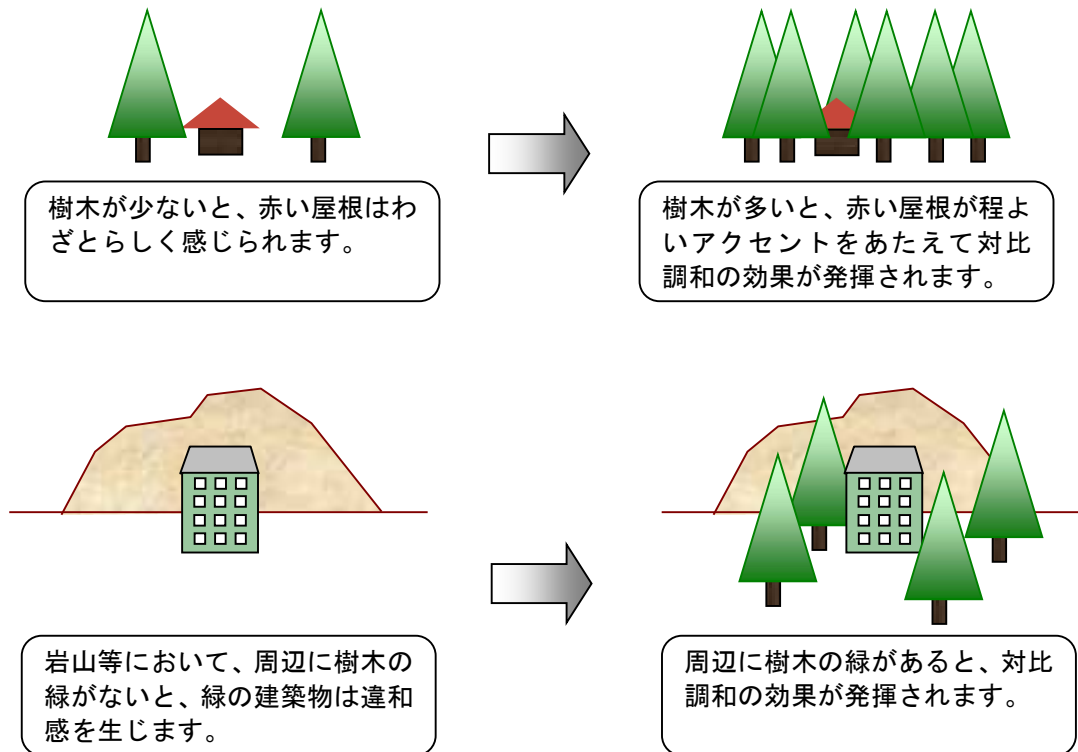 樹木が少ないと、赤い屋根はわ
ざとらしく感じられます。
樹木が多いと、赤い屋根が程よ
いアクセントをあたえて対比
調和の効果が発揮されます。
岩山等において、周辺に樹木の
緑がないと、緑の建築物は違和
感を生じます。
周辺に樹木の緑があると、対比
調和の効果が発揮されます。